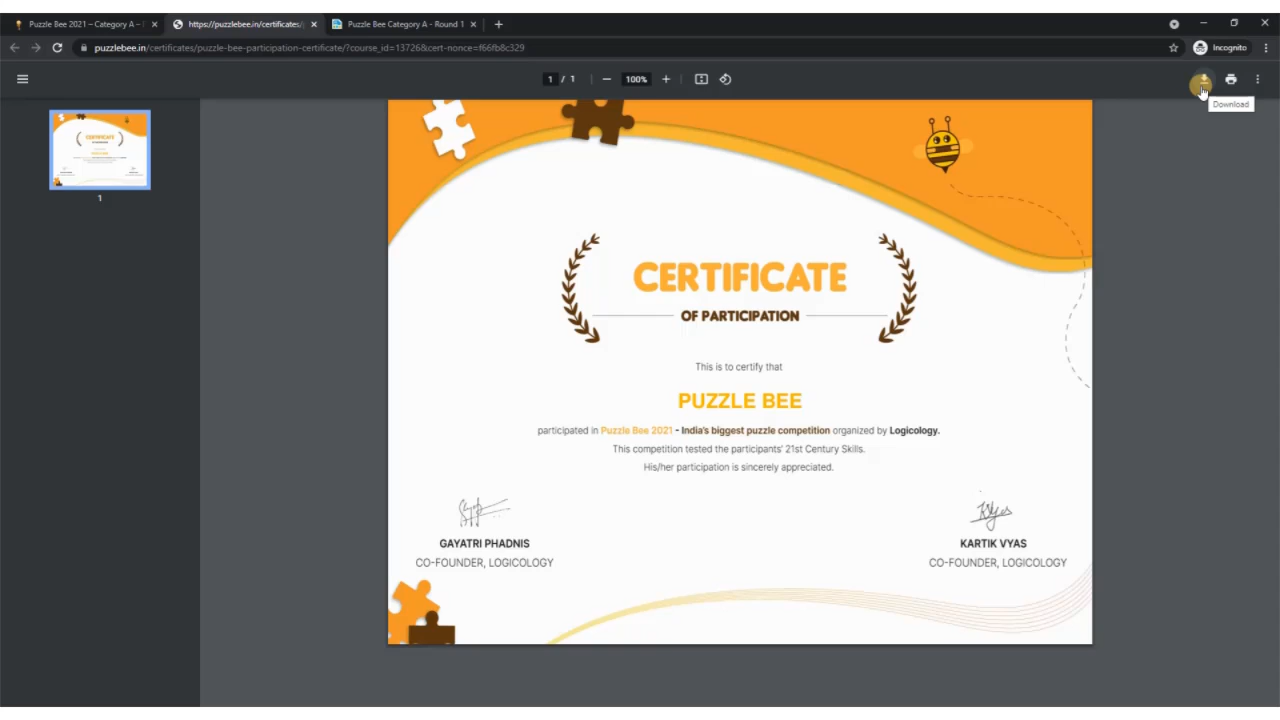 Puzzle Bee 2021 – Category A –
https://puzzlebee.in/certificates/
Puzzle Bee Category A - Round 1
puzzlebee.in/certificates/puzzle-bee-participation-certificate/?course_id=13726&cert-nonce=f66fb8c329
Incognito
1 / 1
100%
Download
CERTIFICATE
OF PARTICIPATION
This is to certify that
PUZZLE BEE
participated in Puzzle Bee 2021 - India's biggest puzzle competition organized by Logicology.
This competition tested the participants' 21st Century Skills.
His/her participation is sincerely appreciated.
GAYATRI PHADNIS
CO-FOUNDER, LOGICOLOGY
KARTIK VYAS
CO-FOUNDER, LOGICOLOGY
1